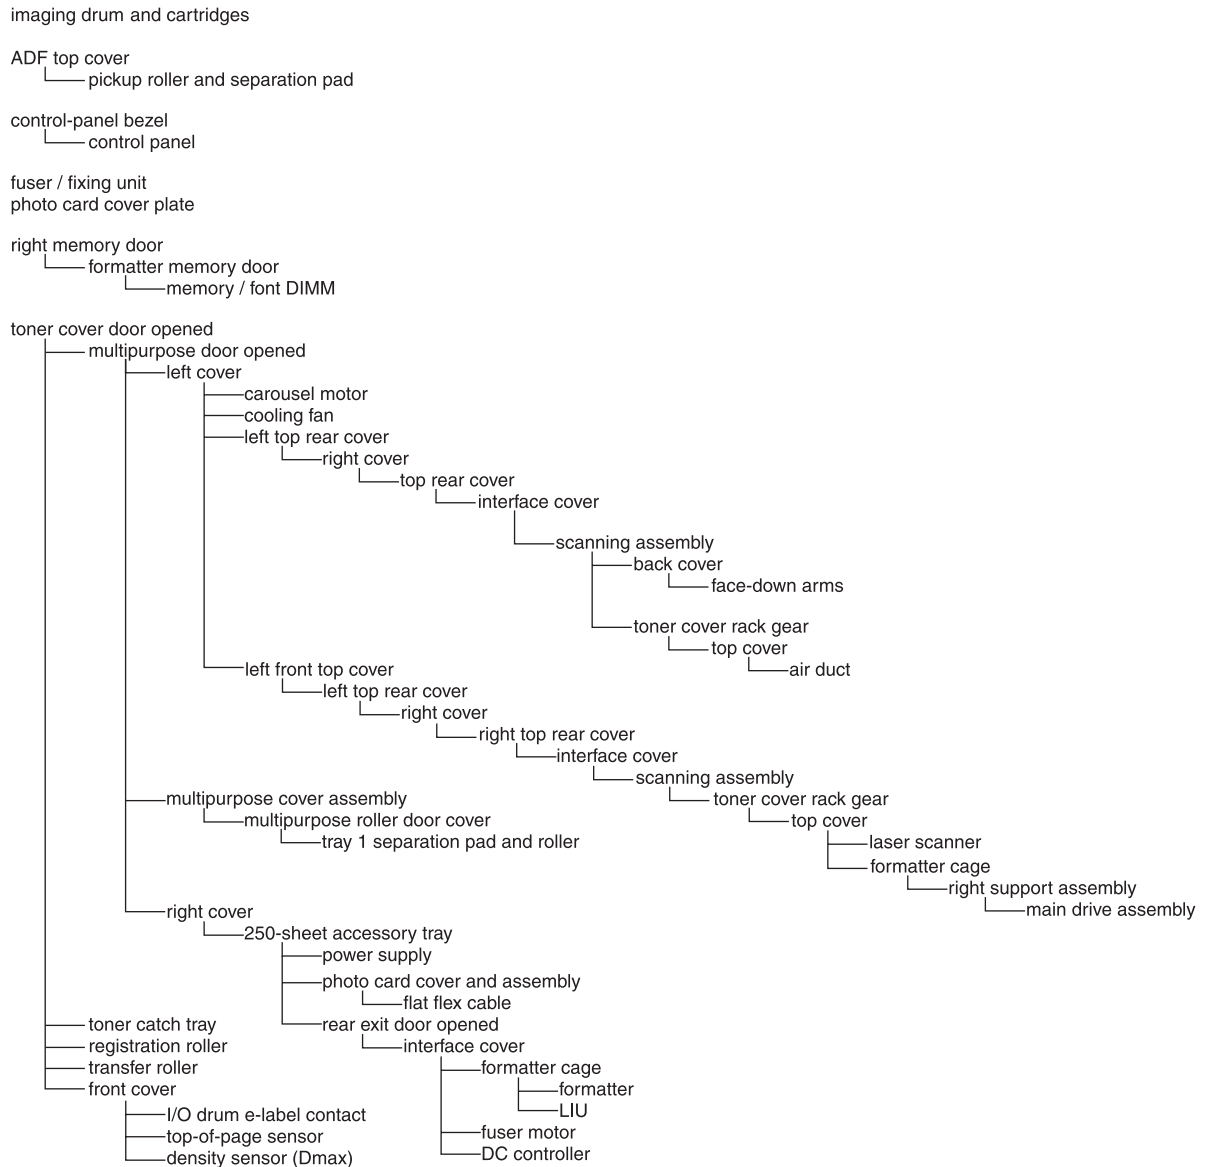 imaging drum and cartridges
ADF top cover
pickup roller and separation pad
control-panel bezel
control panel
fuser / fixing unit
photo card cover plate
right memory door
formatter memory door
memory / font DIMM
toner cover door opened
multipurpose door opened
left cover
carousel motor
cooling fan
left top rear cover
right cover
top rear cover
interface cover
scanning assembly
back cover
face-down arms
toner cover rack gear
top cover
air duct
left front top cover
left top rear cover
right cover
right top rear cover
interface cover
scanning assembly
toner cover rack gear
top cover
laser scanner
formatter cage
right support assembly
main drive assembly
multipurpose cover assembly
multipurpose roller door cover
tray 1 separation pad and roller
right cover
250-sheet accessory tray
power supply
photo card cover and assembly
flat flex cable
rear exit door opened
interface cover
formatter cage
formatter
LIU
fuser motor
DC controller
toner catch tray
registration roller
transfer roller
front cover
I/O drum e-label contact
top-of-page sensor
density sensor (Dmax)